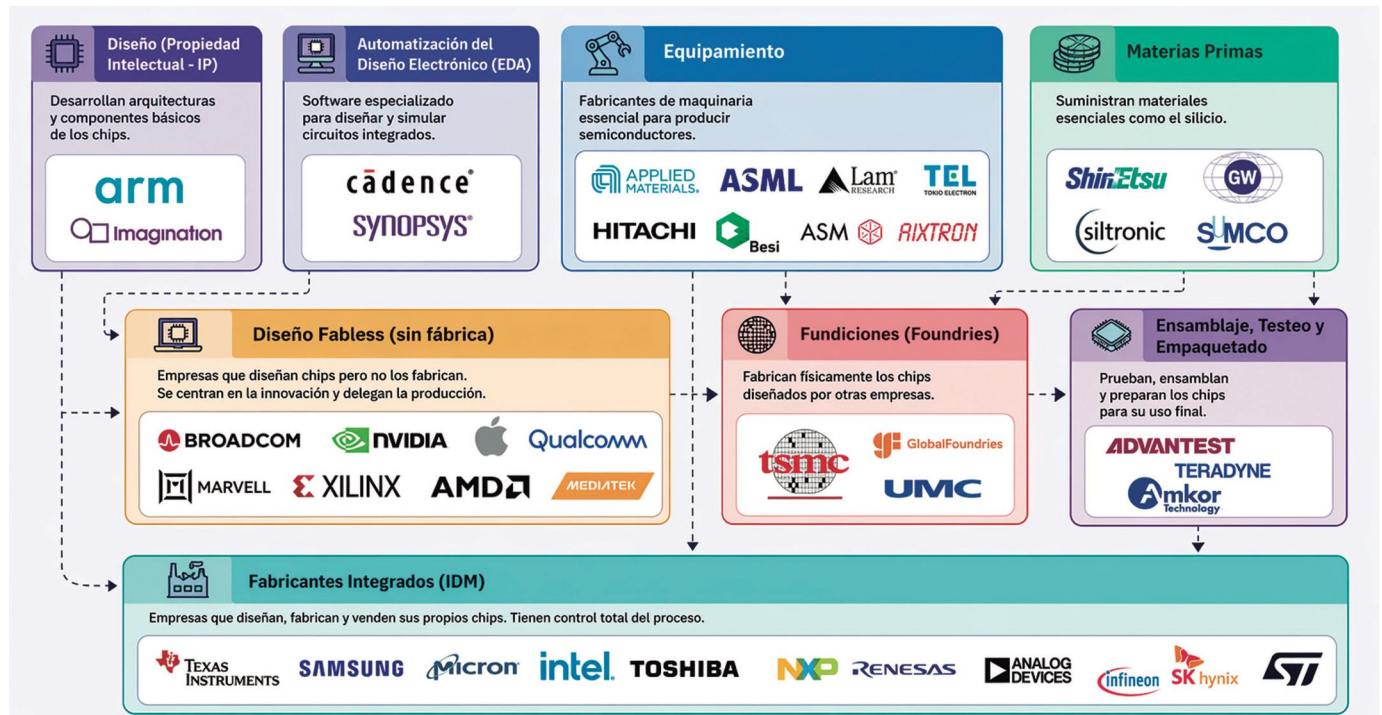 Diseño (Propiedad
Intelectual - IP)
Desarrollan arquitecturas
y componentes básicos
de los chips.
arm
Imagination
Automatización del
Diseño Electrónico (EDA)
Software especializado
para diseñar y simular
circuitos integrados.
cādence®
SYNOPSYS®
Equipamiento
Fabricantes de maquinaria
essencial para producir
semiconductores.
APPLIED
MATERIALS®
ASML
Lam®
RESEARCH
TEL
TOKIO ELECTRON
HITACHI
Besi
ASM
AIXTRON
Materias Primas
Suministran materiales
esenciales como el silicio.
ShinEtsu
GW
siltronic
SUMCO
Diseño Fabless (sin fábrica)
Empresas que diseñan chips pero no los fabrican.
Se centran en la innovación y delegan la producción.
BROADCOM
NVIDIA
Qualcomm
MARVELL
XILINX
AMD
MEDIATEK
Fundiciones (Foundries)
Fabrican físicamente los chips
diseñados por otras empresas.
tsmc
GF GlobalFoundries
UMC
Ensamblaje, Testeo y
Empaquetado
Prueban, ensamblan
y preparan los chips
para su uso final.
ADVANTEST
TERADYNE
Amkor
Technology
Fabricantes Integrados (IDM)
Empresas que diseñan, fabrican y venden sus propios chips. Tienen control total del proceso.
TEXAS
INSTRUMENTS
SAMSUNG
Micron
intel.
TOSHIBA
NXP
RENESAS
ANALOG
DEVICES
infineon
SK hynix
ST